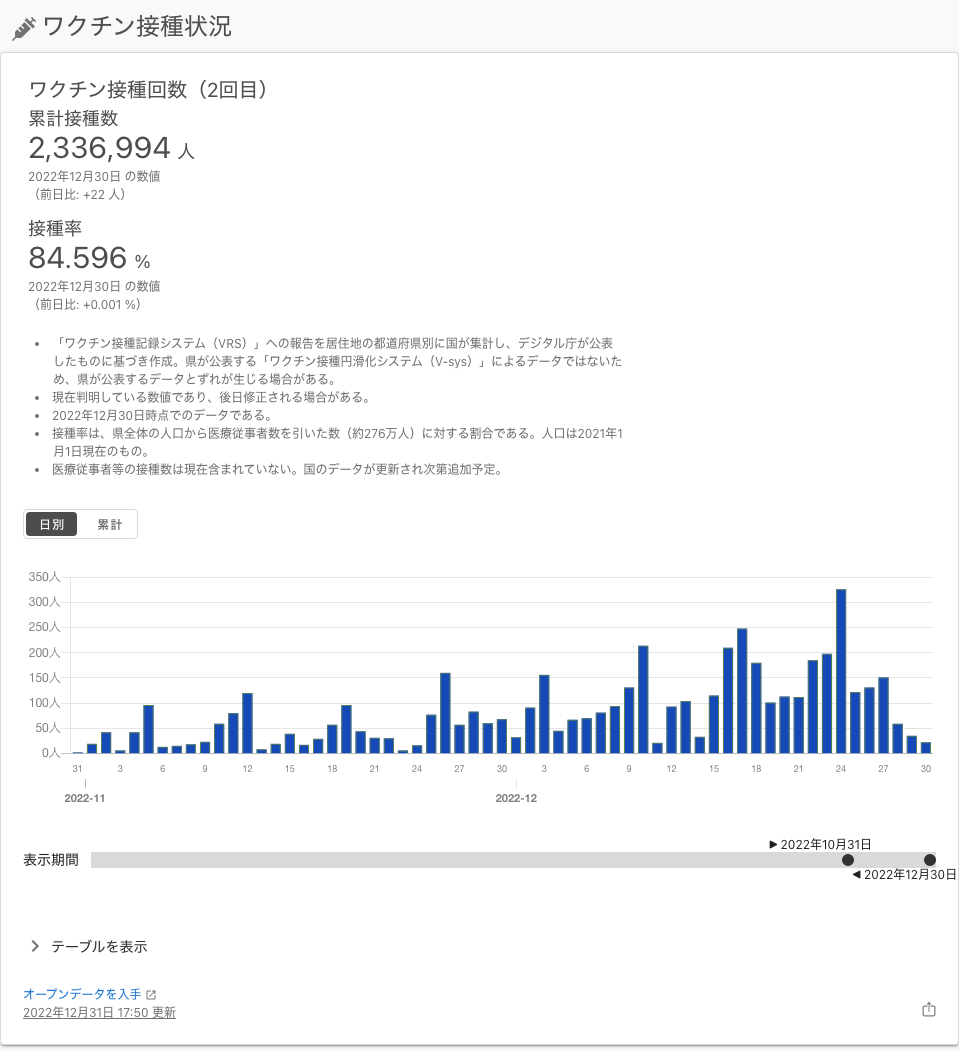 ワクチン接種状況
ワクチン接種回数（2回目）
累計接種数
2,336,994 人
2022年12月30日 の数値
（前日比: +22 人）
接種率
84.596 %
2022年12月30日 の数値
（前日比: +0.001 %）
• 「ワクチン接種記録システム（VRS）」への報告を居住地の都道府県別に国が集計し、デジタル庁が公表
したものに基づき作成。県が公表する「ワクチン接種円滑化システム（V-sys）」によるデータではないた
め、県が公表するデータとずれが生じる場合がある。
• 現在判明している数値であり、後日修正される場合がある。
• 2022年12月30日時点でのデータである。
• 接種率は、県全体の人口から医療従事者数を引いた数（約276万人）に対する割合である。人口は2021年1
月1日現在のもの。
• 医療従事者等の接種数は現在含まれていない。国のデータが更新され次第追加予定。
日別 累計
350人
300人
250人
200人
150人
100人
50人
0人
31 3 6 9 12 15 18 21 24 27 30 3 6 9 12 15 18 21 24 27 30
2022-11 2022-12
▶ 2022年10月31日
表示期間
◀ 2022年12月30日
テーブルを表示
オープンデータを入手
2022年12月31日 17:50 更新